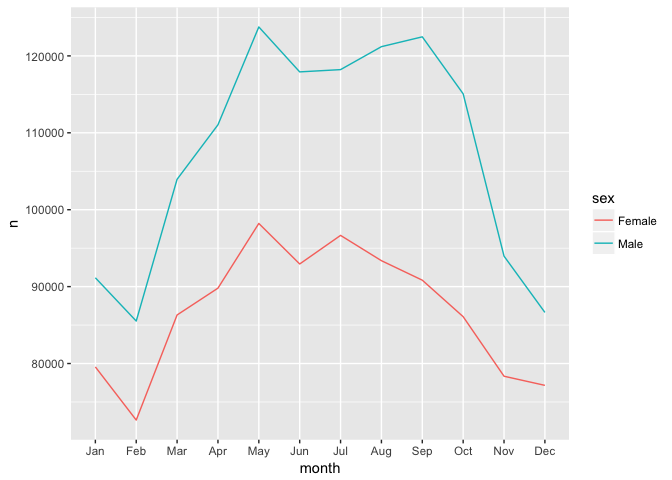 120000
110000
100000
90000
80000
n
Jan Feb Mar Apr May Jun Jul Aug Sep Oct Nov Dec
month
sex
Female
Male